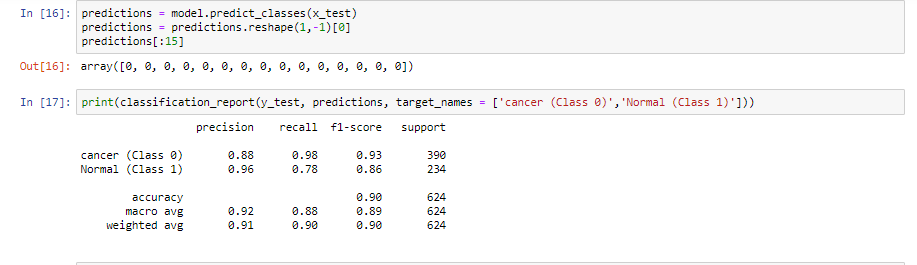 In [16]: predictions = model.predict_classes(x_test)
predictions = predictions.reshape(1,-1)[0]
predictions[:15]
Out[16]: array([0, 0, 0, 0, 0, 0, 0, 0, 0, 0, 0, 0, 0, 0, 0])
In [17]: print(classification_report(y_test, predictions, target_names = ['cancer (Class 0)','Normal (Class 1)']))
precision recall f1-score support
cancer (Class 0) 0.88 0.98 0.93 390
Normal (Class 1) 0.96 0.78 0.86 234
accuracy 0.90 624
macro avg 0.92 0.88 0.89 624
weighted avg 0.91 0.90 0.90 624